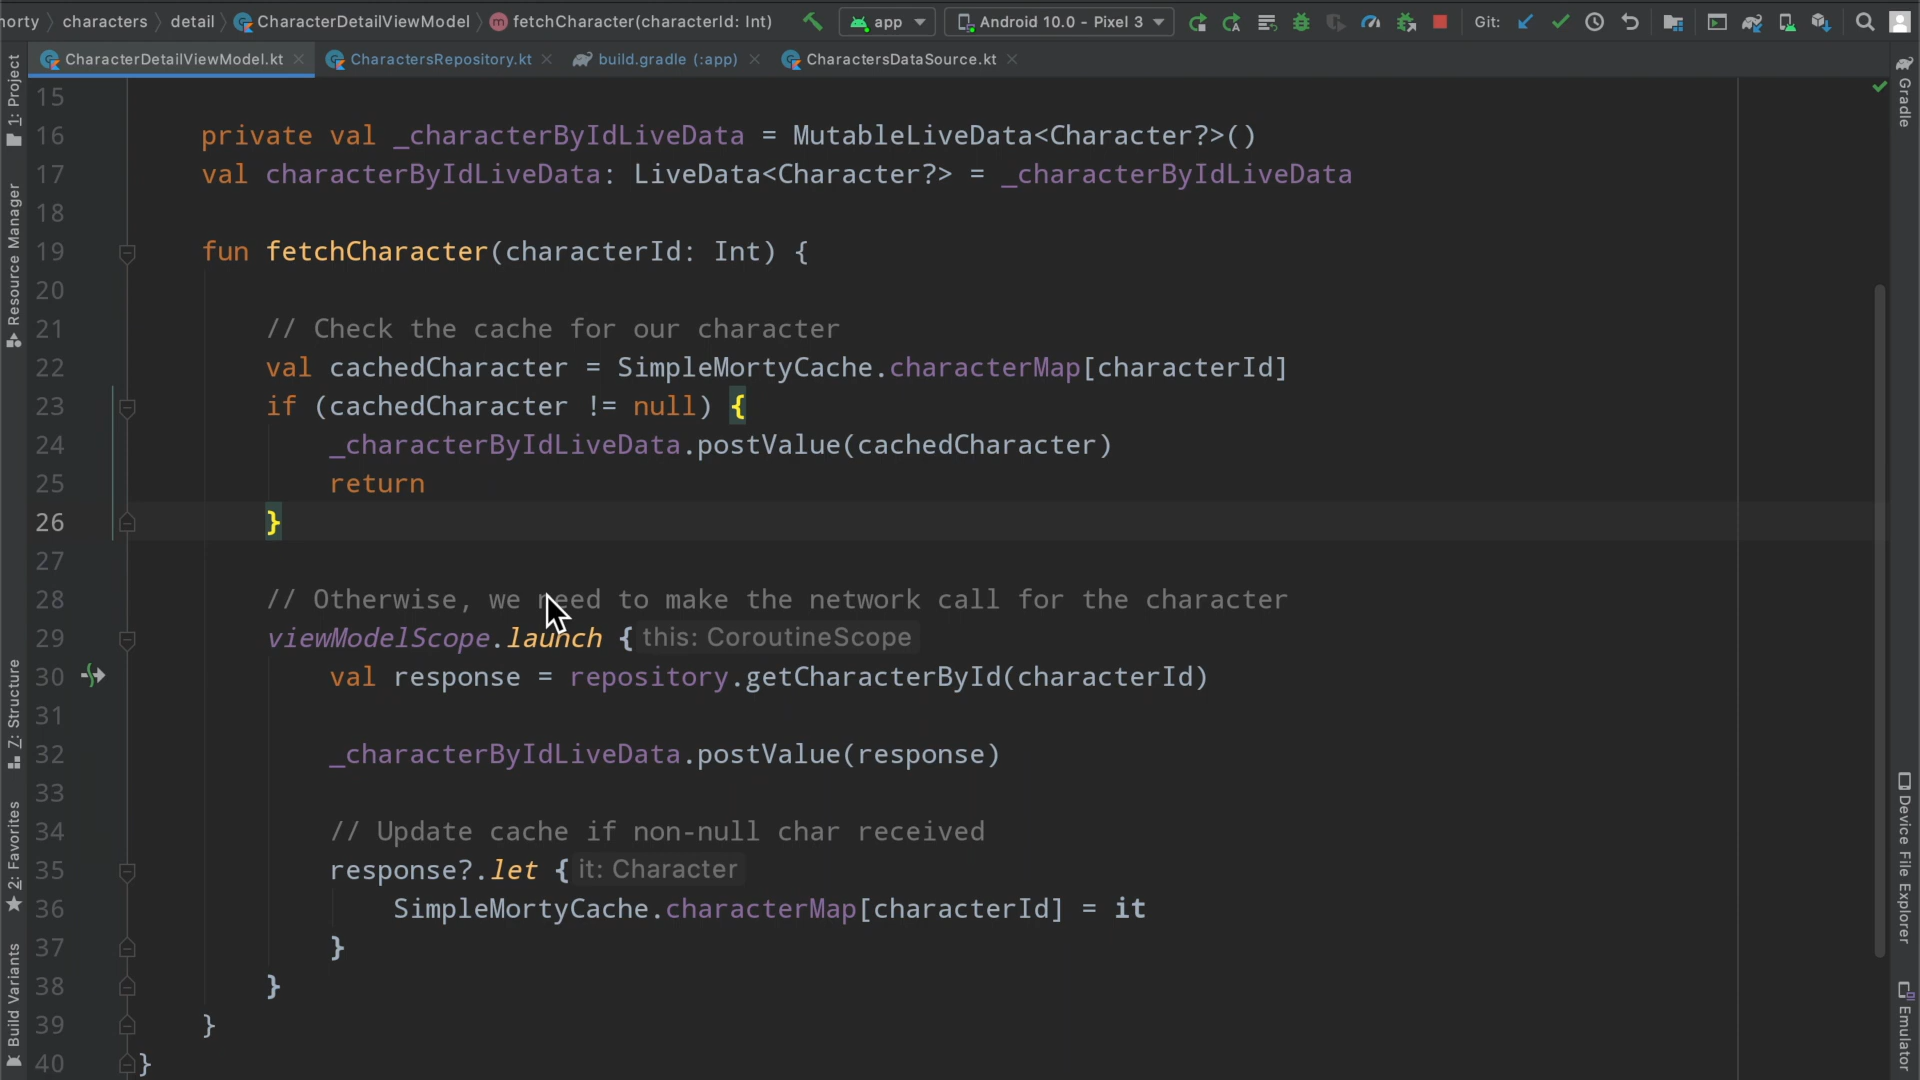 horty characters detail CharacterDetailViewModel fetchCharacter(characterId: Int) app Android 10.0 - Pixel 3 Git:
CharacterDetailViewModel.kt CharactersRepository.kt build.gradle (:app) CharactersDataSource.kt
1: Project
Resource Manager
Z: Structure
2: Favorites
Build Variants
15
16 private val _characterByIdLiveData = MutableLiveData<Character?>()
17 val characterByIdLiveData: LiveData<Character?> = _characterByIdLiveData
18
19 fun fetchCharacter(characterId: Int) {
20
21 // Check the cache for our character
22 val cachedCharacter = SimpleMortyCache.characterMap[characterId]
23 if (cachedCharacter != null) {
24 _characterByIdLiveData.postValue(cachedCharacter)
25 return
26 }
27
28 // Otherwise, we need to make the network call for the character
29 viewModelScope.launch { this: CoroutineScope
30 val response = repository.getCharacterById(characterId)
31
32 _characterByIdLiveData.postValue(response)
33
34 // Update cache if non-null char received
35 response?.let { it: Character
36 SimpleMortyCache.characterMap[characterId] = it
37 }
38 }
39 }
40 }
Gradle
Device File Explorer
Emulator